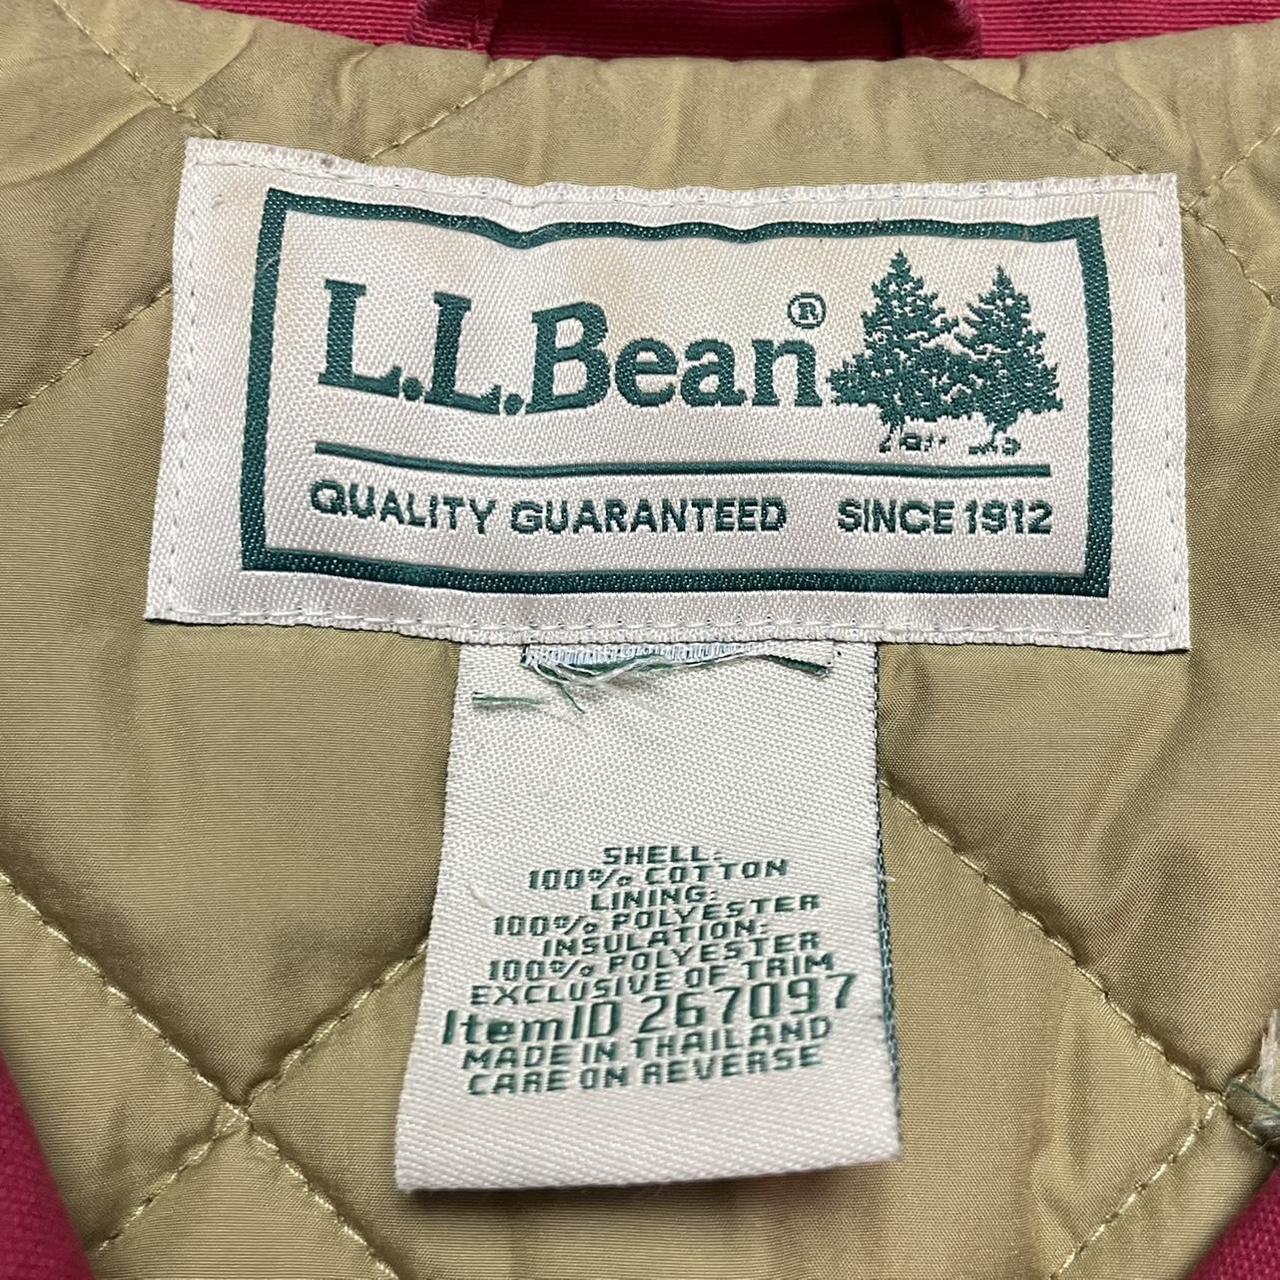 L.L.Bean®
QUALITY GUARANTEED SINCE 1912
SHELL:
100% COTTON
LINING:
100% POLYESTER
INSULATION:
100% POLYESTER
EXCLUSIVE OF TRIM
ItemID 267097
MADE IN THAILAND
CARE ON REVERSE